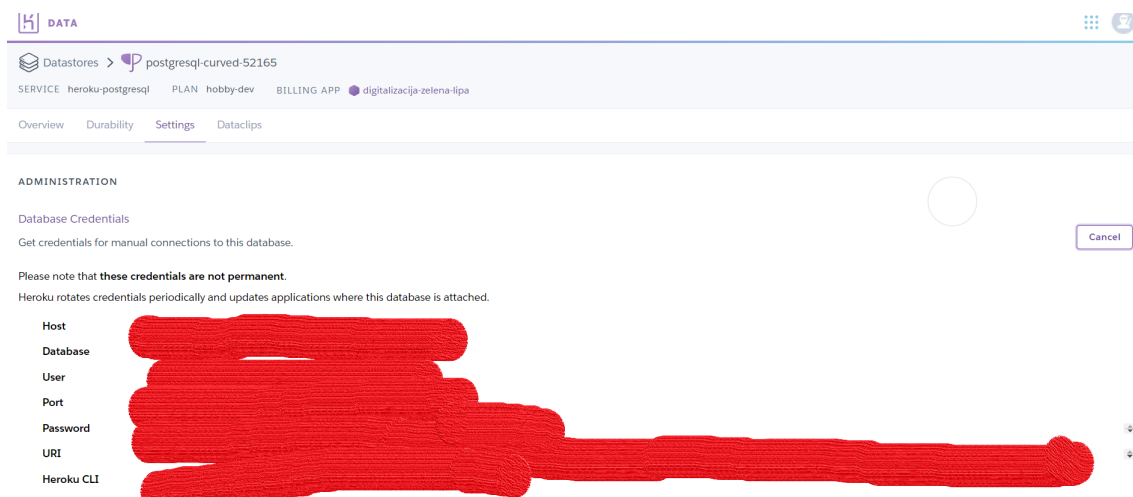 DATA
Datastores > postgresql-curved-52165
SERVICE heroku-postgresql PLAN hobby-dev BILLING APP digitalizacija-zelena-lipa
Overview Durability Settings Dataclips
ADMINISTRATION
Database Credentials
Get credentials for manual connections to this database.
Cancel
Please note that these credentials are not permanent.
Heroku rotates credentials periodically and updates applications where this database is attached.
Host
Database
User
Port
Password
URI
Heroku CLI